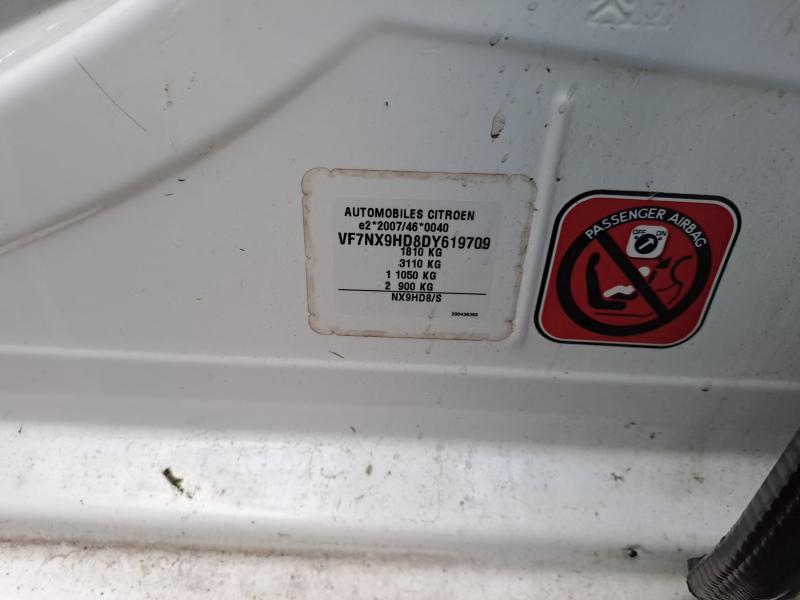 AUTOMOBILES CITROEN
e2*2007/46*0040
VF7NX9HD8DY619709
1810 KG
3110 KG
1 1050 KG
2 900 KG
NX9HD8/S
PASSENGER AIRBAG
OFF ON